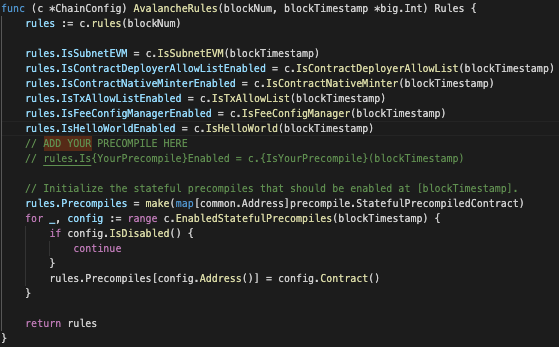 func (c *ChainConfig) AvalancheRules(blockNum, blockTimestamp *big.Int) Rules {
    rules := c.rules(blockNum)

    rules.IsSubnetEVM = c.IsSubnetEVM(blockTimestamp)
    rules.IsContractDeployerAllowListEnabled = c.IsContractDeployerAllowList(blockTimestamp)
    rules.IsContractNativeMinterEnabled = c.IsContractNativeMinter(blockTimestamp)
    rules.IsTxAllowListEnabled = c.IsTxAllowList(blockTimestamp)
    rules.IsFeeConfigManagerEnabled = c.IsFeeConfigManager(blockTimestamp)
    rules.IsHelloWorldEnabled = c.IsHelloWorld(blockTimestamp)
    // ADD YOUR PRECOMPILE HERE
    // rules.Is{YourPrecompile}Enabled = c.{IsYourPrecompile}(blockTimestamp)

    // Initialize the stateful precompiles that should be enabled at [blockTimestamp].
    rules.Precompiles = make(map[common.Address]precompile.StatefulPrecompiledContract)
    for _, config := range c.EnabledStatefulPrecompiles(blockTimestamp) {
        if config.IsDisabled() {
            continue
        }
        rules.Precompiles[config.Address()] = config.Contract()
    }

    return rules
}